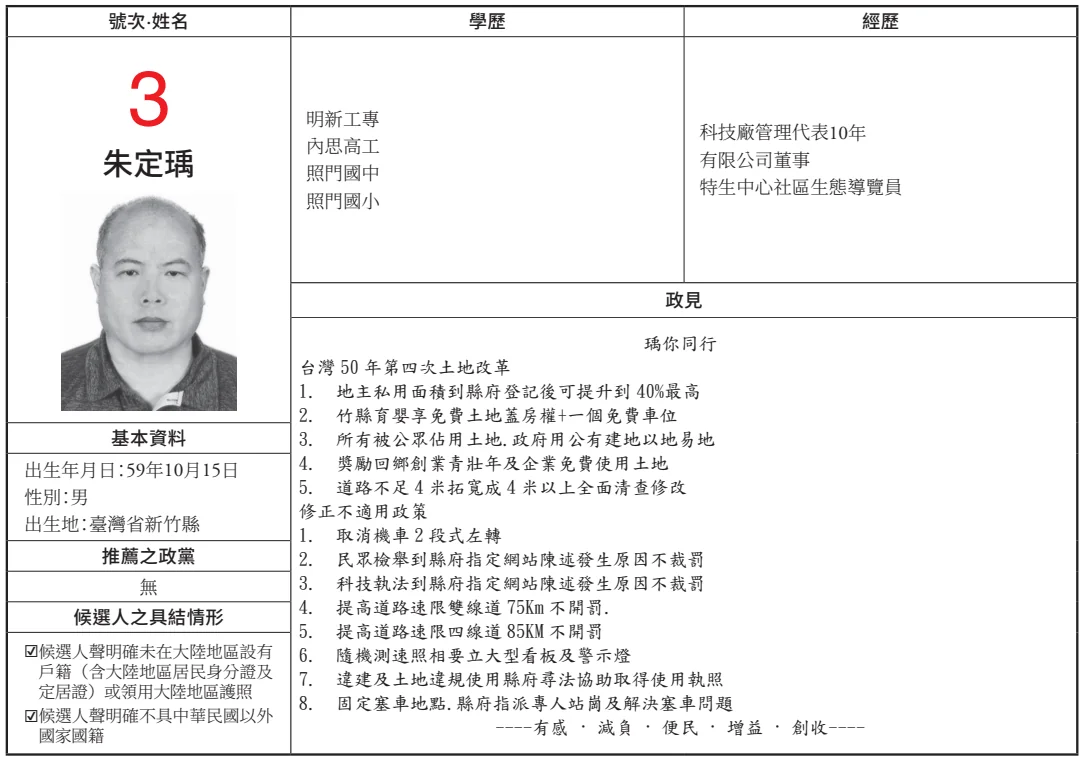 號次·姓名
3
朱定瑀
基本資料
出生年月日:59年10月15日
性別:男
出生地:臺灣省新竹縣
推薦之政黨
無
候選人之具結情形
☑候選人聲明確未在大陸地區設有
戶籍（含大陸地區居民身分證及
定居證）或領用大陸地區護照
☑候選人聲明確不具中華民國以外
國家國籍
學歷
明新工專
內思高工
照門國中
照門國小
經歷
科技廠管理代表10年
有限公司董事
特生中心社區生態導覽員
政見
瑀你同行
台灣 50 年第四次土地改革
1. 地主私用面積到縣府登記後可提升到 40%最高
2. 竹縣育嬰享免費土地蓋房權+一個免費車位
3. 所有被公眾佔用土地.政府用公有建地以地易地
4. 獎勵回鄉創業青壯年及企業免費使用土地
5. 道路不足 4 米拓寬成 4 米以上全面清查修改
修正不適用政策
1. 取消機車 2 段式左轉
2. 民眾檢舉到縣府指定網站陳述發生原因不裁罰
3. 科技執法到縣府指定網站陳述發生原因不裁罰
4. 提高道路速限雙線道 75Km 不開罰.
5. 提高道路速限四線道 85KM 不開罰
6. 隨機測速照相要立大型看板及警示燈
7. 違建及土地違規使用縣府尋法協助取得使用執照
8. 固定塞車地點.縣府指派專人站崗及解決塞車問題
----有感 · 減負 · 便民 · 增益 · 創收----